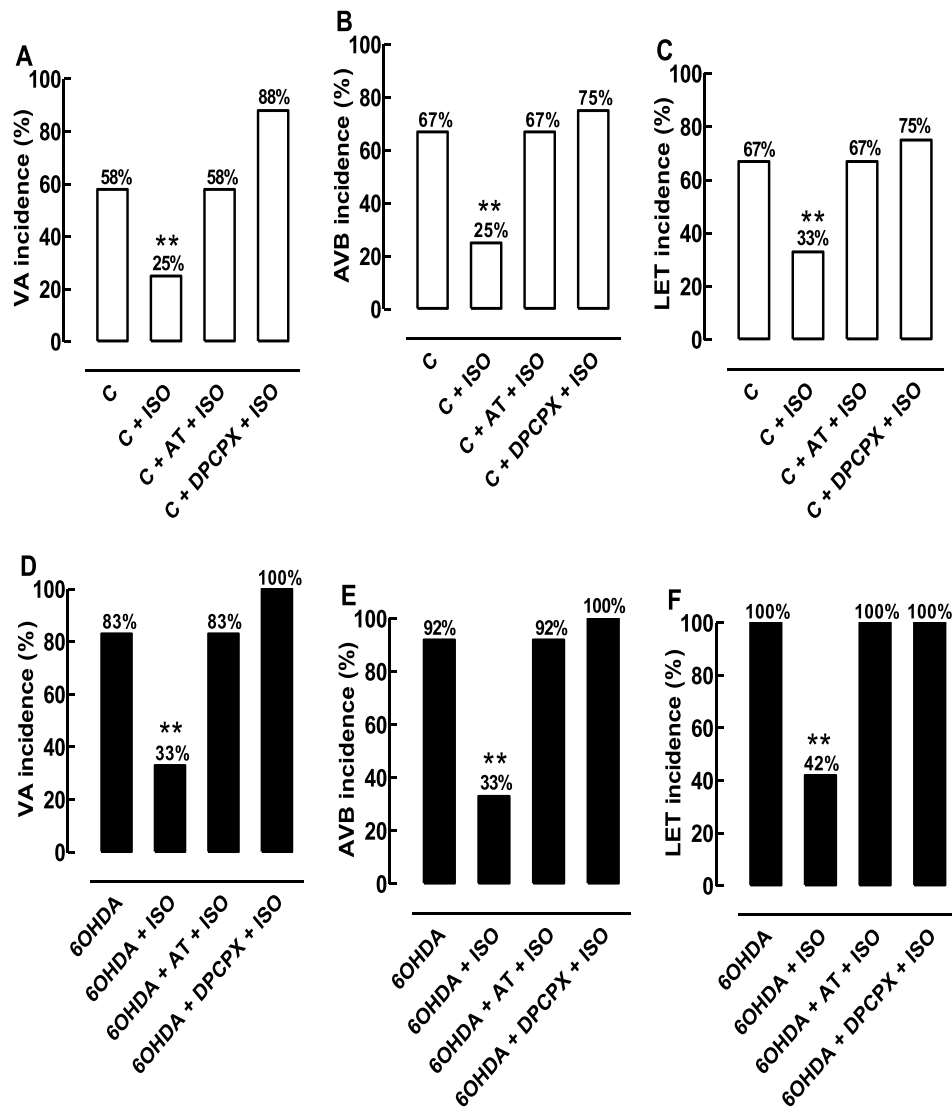 A
VA incidence (%)
100
80
60
40
20
0
58%
**
25%
58%
88%
C
C + ISO
C + AT + ISO
C + DPCPX + ISO
B
AVB incidence (%)
100
80
60
40
20
0
67%
**
25%
67%
75%
C
C + ISO
C + AT + ISO
C + DPCPX + ISO
C
LET incidence (%)
100
80
60
40
20
0
67%
**
33%
67%
75%
C
C + ISO
C + AT + ISO
C + DPCPX + ISO
D
VA incidence (%)
100
80
60
40
20
0
83%
**
33%
83%
100%
6OHDA
6OHDA + ISO
6OHDA + AT + ISO
6OHDA + DPCPX + ISO
E
AVB incidence (%)
100
80
60
40
20
0
92%
**
33%
92%
100%
6OHDA
6OHDA + ISO
6OHDA + AT + ISO
6OHDA + DPCPX + ISO
F
LET incidence (%)
100
80
60
40
20
0
100%
**
42%
100%
100%
6OHDA
6OHDA + ISO
6OHDA + AT + ISO
6OHDA + DPCPX + ISO